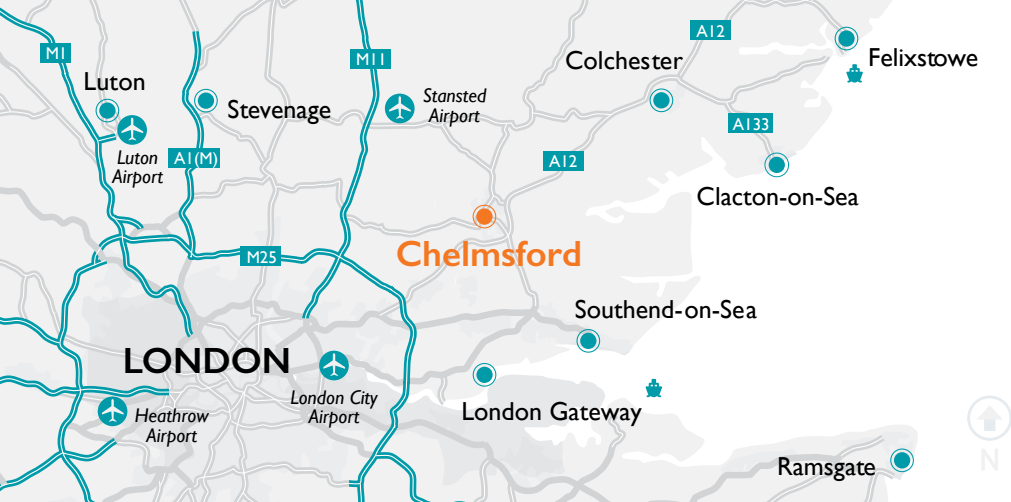 A12
M1
M11
Felixstowe
Colchester
Luton
Stansted
Airport
Stevenage
A133
Luton
Airport
A1(M)
A12
Clacton-on-Sea
Chelmsford
M25
Southend-on-Sea
LONDON
London City
Airport
London Gateway
Heathrow
Airport
N
Ramsgate